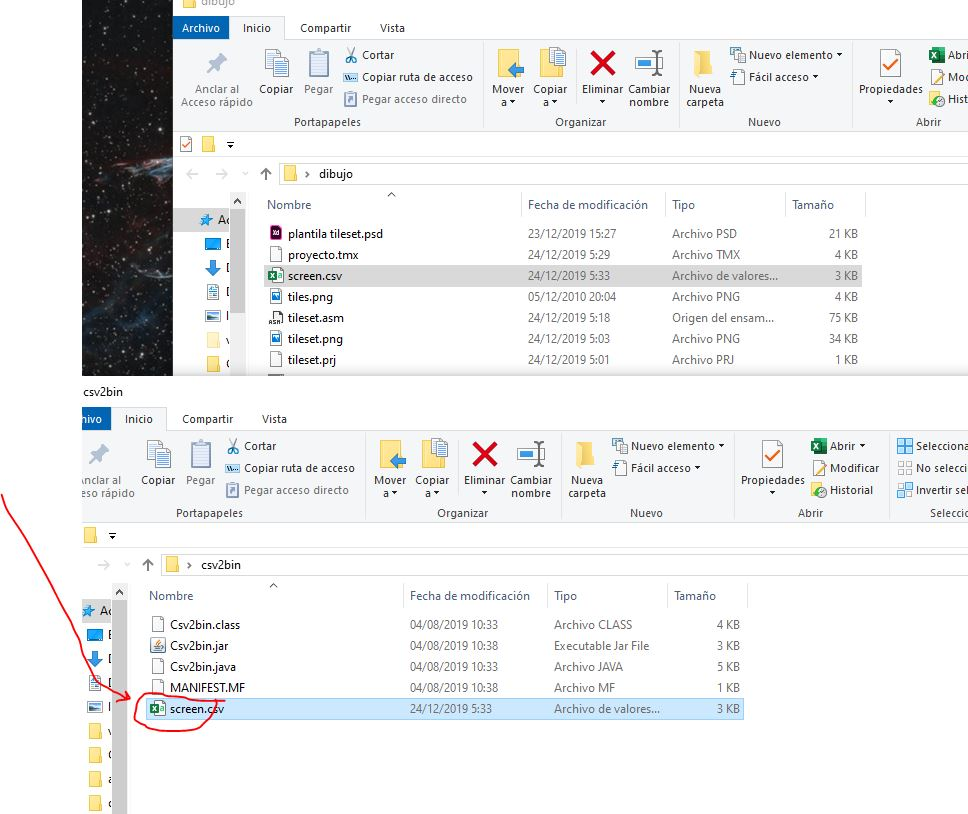 dibujo
Archivo Inicio Compartir Vista
Anclar al Acceso rápido
Copiar
Pegar
Cortar
Copiar ruta de acceso
Pegar acceso directo
Portapapeles
Mover a
Copiar a
Eliminar
Cambiar nombre
Organizar
Nueva carpeta
Nuevo elemento
Fácil acceso
Nuevo
Propiedades
Abri
Mod
Hist
Abrir
dibujo
Nombre Fecha de modificación Tipo Tamaño
plantila tileset.psd 23/12/2019 15:27 Archivo PSD 21 KB
proyecto.tmx 24/12/2019 5:29 Archivo TMX 4 KB
screen.csv 24/12/2019 5:33 Archivo de valores... 3 KB
tiles.png 05/12/2010 20:04 Archivo PNG 4 KB
tileset.asm 24/12/2019 5:18 Origen del ensam... 75 KB
tileset.png 24/12/2019 5:03 Archivo PNG 34 KB
tileset.prj 24/12/2019 5:01 Archivo PRJ 1 KB
csv2bin
hivo Inicio Compartir Vista
Anclar al
eso rápido
Copiar
Pegar
Cortar
Copiar ruta de acceso
Pegar acceso directo
Portapapeles
Mover a
Copiar a
Eliminar
Cambiar nombre
Organizar
Nueva carpeta
Nuevo elemento
Fácil acceso
Nuevo
Propiedades
Abrir
Modificar
Historial
Abrir
Selecciona
No selecci
Invertir sel
Selecci
csv2bin
Nombre Fecha de modificación Tipo Tamaño
Csv2bin.class 04/08/2019 10:33 Archivo CLASS 4 KB
Csv2bin.jar 04/08/2019 10:38 Executable Jar File 3 KB
Csv2bin.java 04/08/2019 10:33 Archivo JAVA 5 KB
MANIFEST.MF 04/08/2019 10:38 Archivo MF 1 KB
screen.csv 24/12/2019 5:33 Archivo de valores... 3 KB